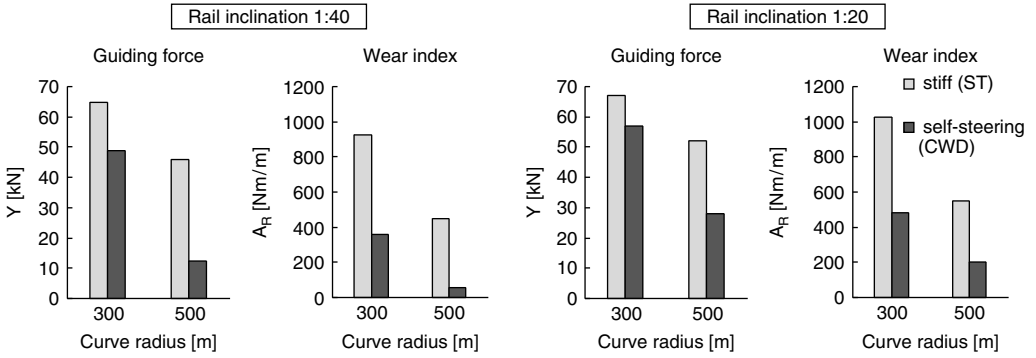 Rail inclination 1:40
Rail inclination 1:20
Guiding force
Wear index
Guiding force
Wear index
70
60
50
40
30
20
10
0
Y [kN]
300
500
Curve radius [m]
1200
1000
800
600
400
200
0
A_R [Nm/m]
300
500
Curve radius [m]
70
60
50
40
30
20
10
0
Y [kN]
300
500
Curve radius [m]
1200
1000
800
600
400
200
0
A_R [Nm/m]
300
500
Curve radius [m]
stiff (ST)
self-steering
(CWD)